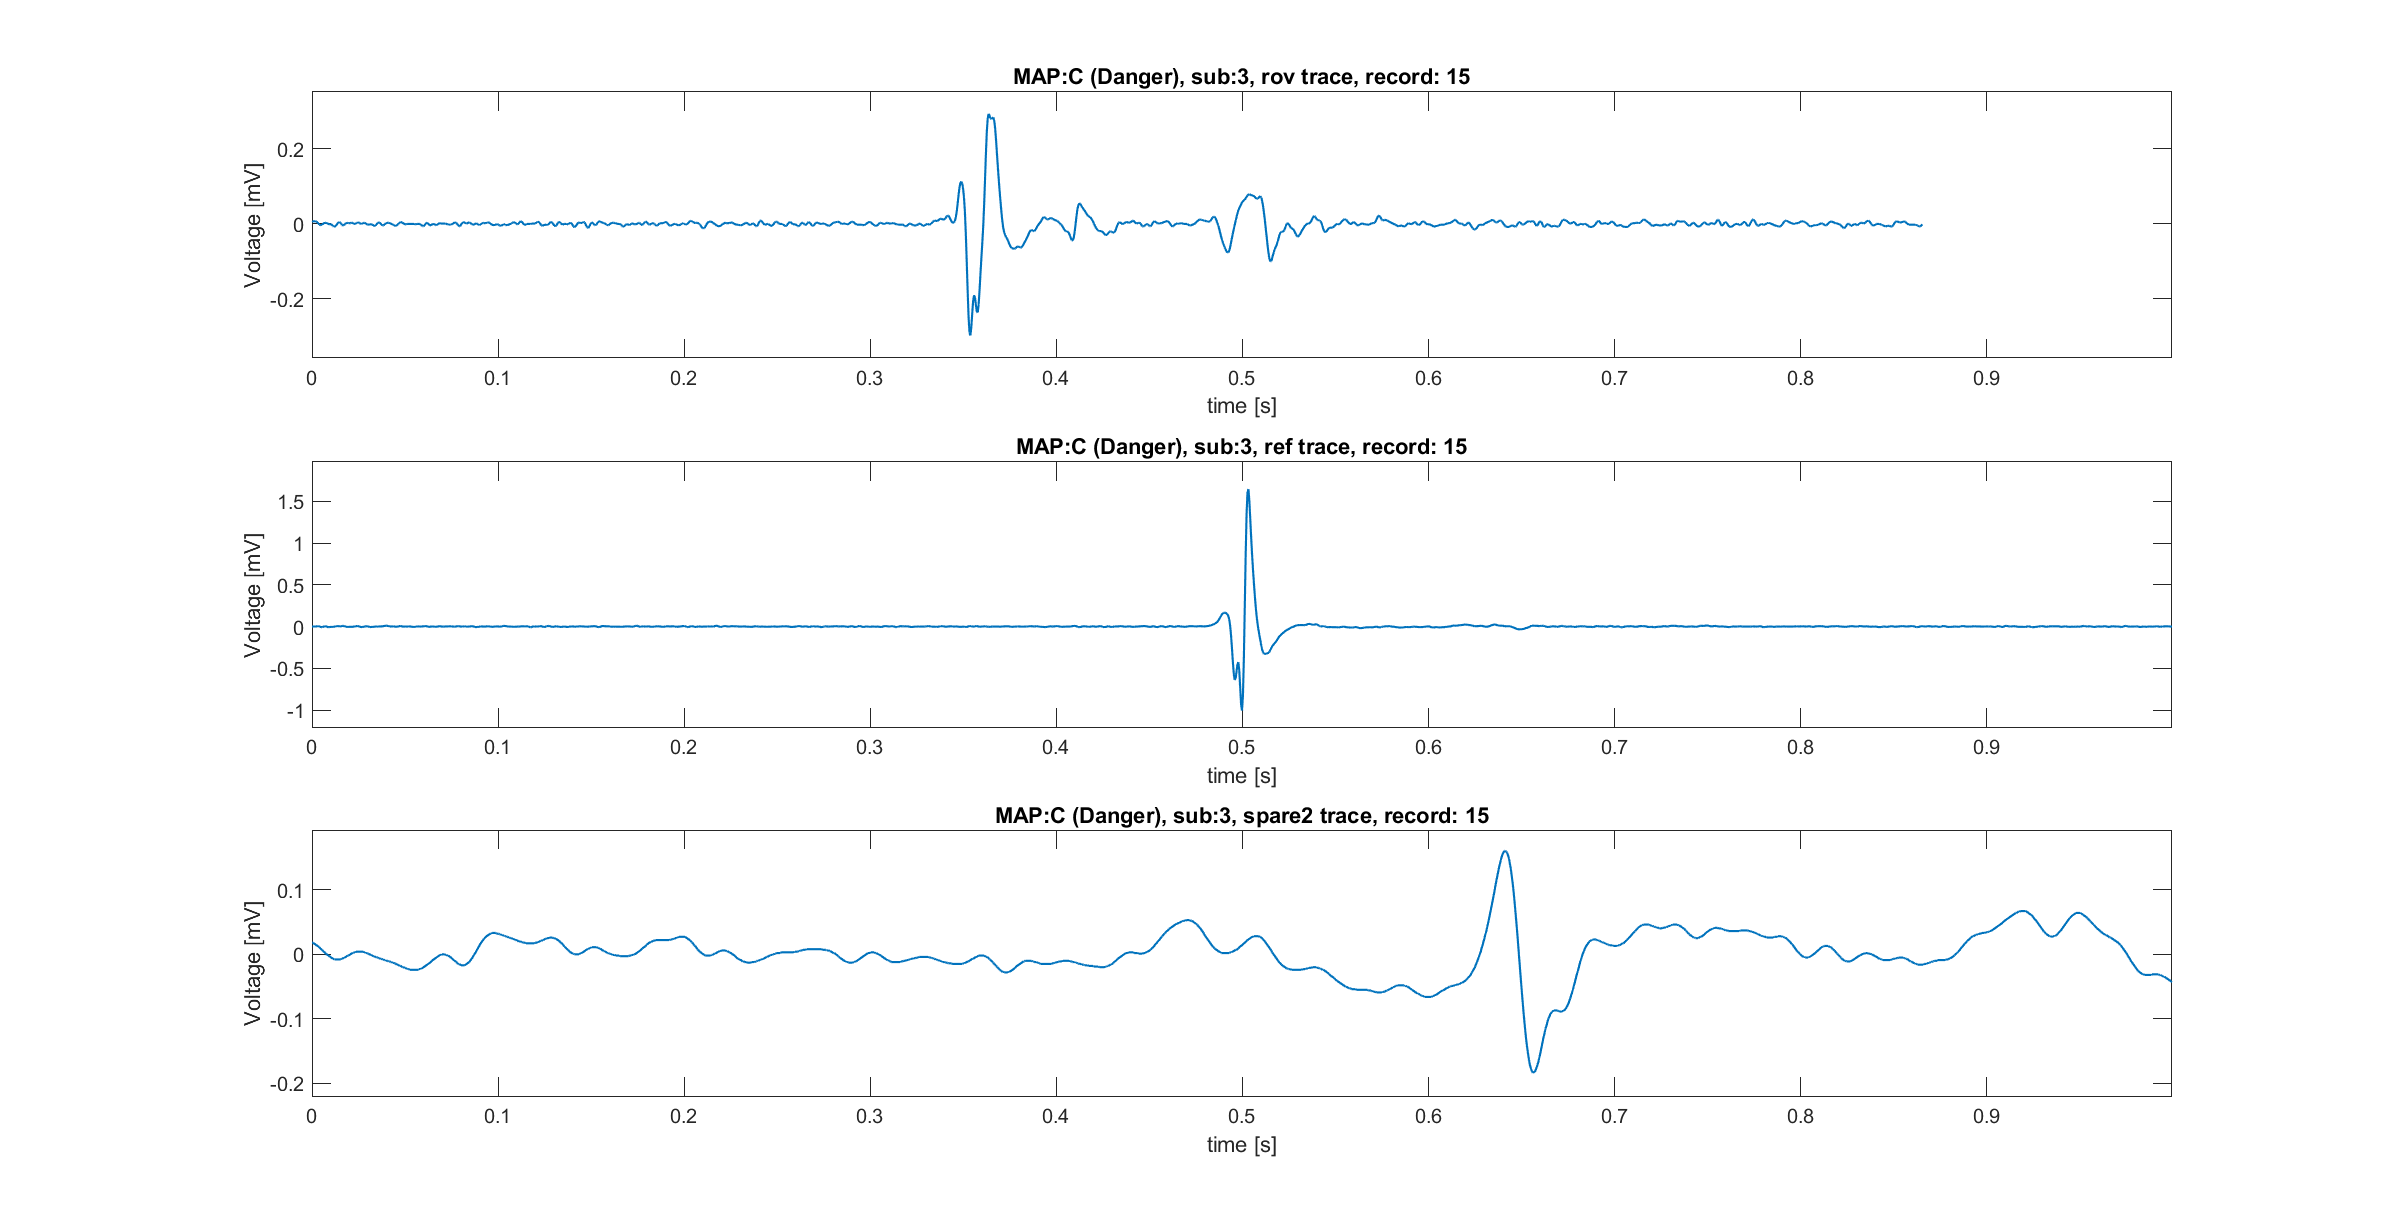 MAP:C (Danger), sub:3, rov trace, record: 15
Voltage [mV]
0.2
0
-0.2
0 0.1 0.2 0.3 0.4 0.5 0.6 0.7 0.8 0.9
time [s]
MAP:C (Danger), sub:3, ref trace, record: 15
Voltage [mV]
1.5
1
0.5
0
-0.5
-1
0 0.1 0.2 0.3 0.4 0.5 0.6 0.7 0.8 0.9
time [s]
MAP:C (Danger), sub:3, spare2 trace, record: 15
Voltage [mV]
0.1
0
-0.1
-0.2
0 0.1 0.2 0.3 0.4 0.5 0.6 0.7 0.8 0.9
time [s]